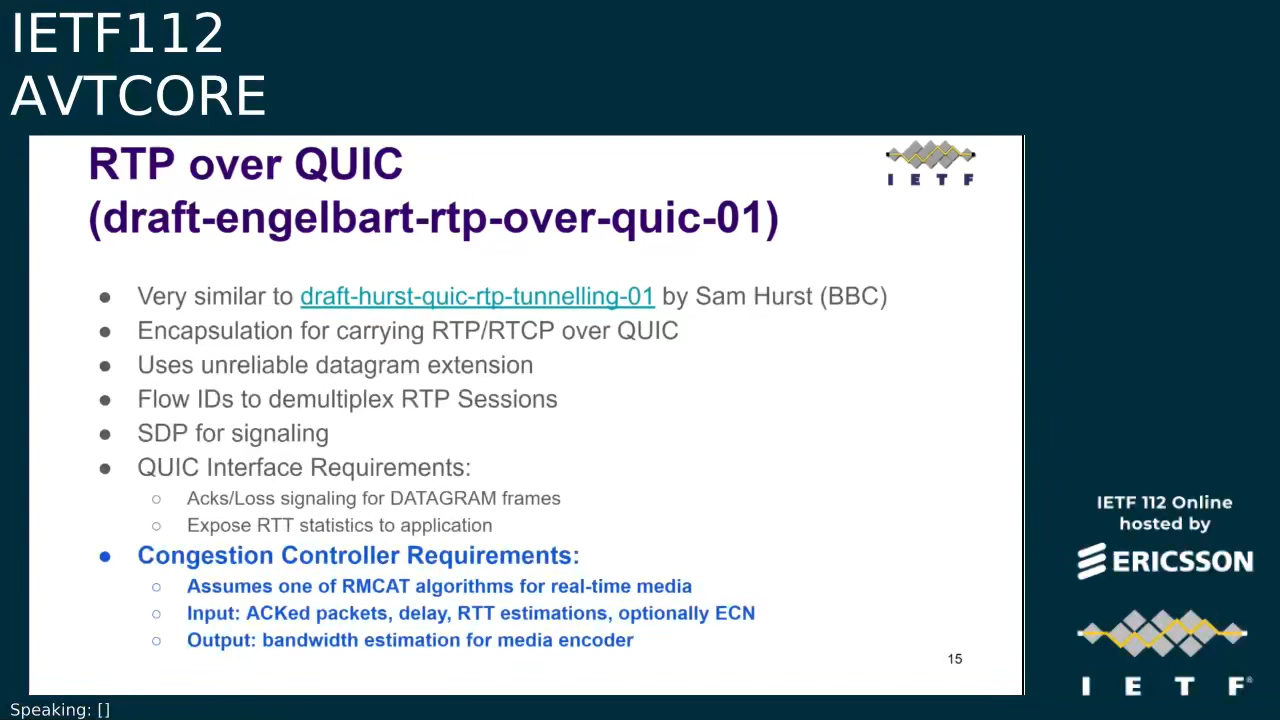 IETF112
AVTCORE
RTP over QUIC
(draft-engelbart-rtp-over-quic-01)
I E T F
● Very similar to draft-hurst-quic-rtp-tunnelling-01 by Sam Hurst (BBC)
● Encapsulation for carrying RTP/RTCP over QUIC
● Uses unreliable datagram extension
● Flow IDs to demultiplex RTP Sessions
● SDP for signaling
● QUIC Interface Requirements:
○ Acks/Loss signaling for DATAGRAM frames
○ Expose RTT statistics to application
● Congestion Controller Requirements:
○ Assumes one of RMCAT algorithms for real-time media
○ Input: ACKed packets, delay, RTT estimations, optionally ECN
○ Output: bandwidth estimation for media encoder
15
IETF 112 Online
hosted by
ERICSSON
I E T F®
Speaking: []